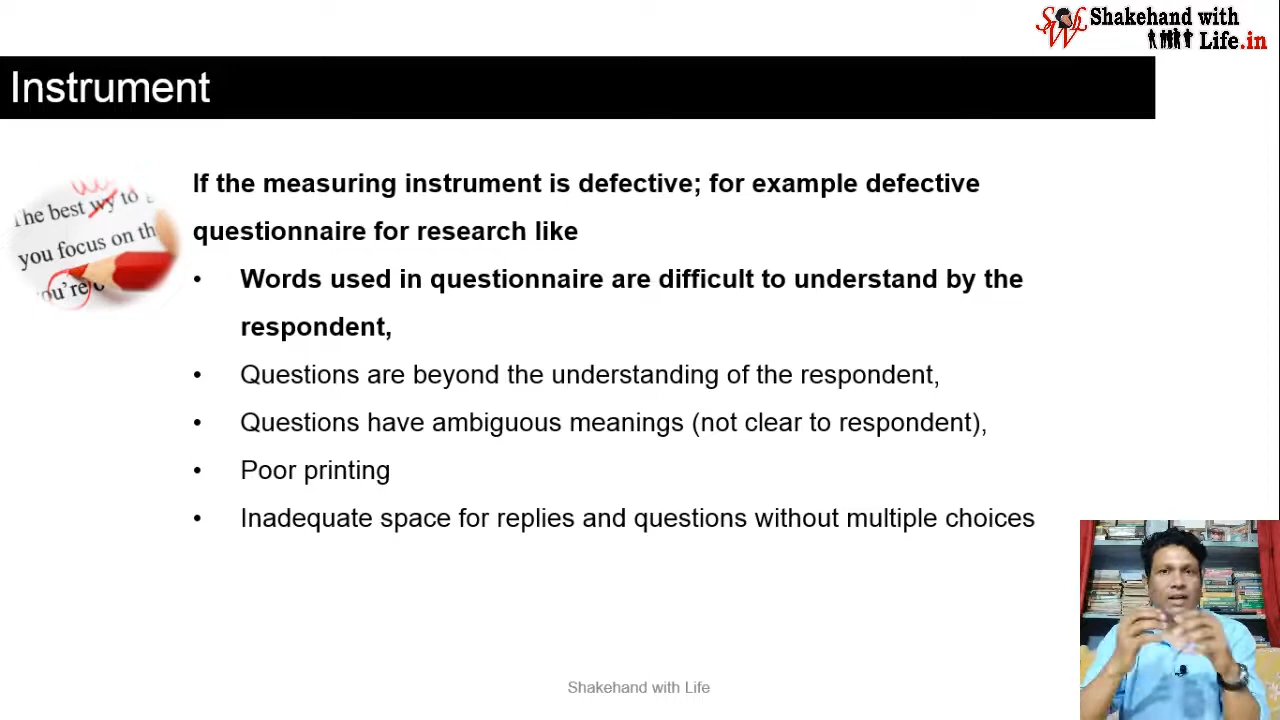 Shakehand with
Life.in
Instrument
The best wy to
you focus on th
ou're
If the measuring instrument is defective; for example defective
questionnaire for research like
• Words used in questionnaire are difficult to understand by the
respondent,
• Questions are beyond the understanding of the respondent,
• Questions have ambiguous meanings (not clear to respondent),
• Poor printing
• Inadequate space for replies and questions without multiple choices
Shakehand with Life